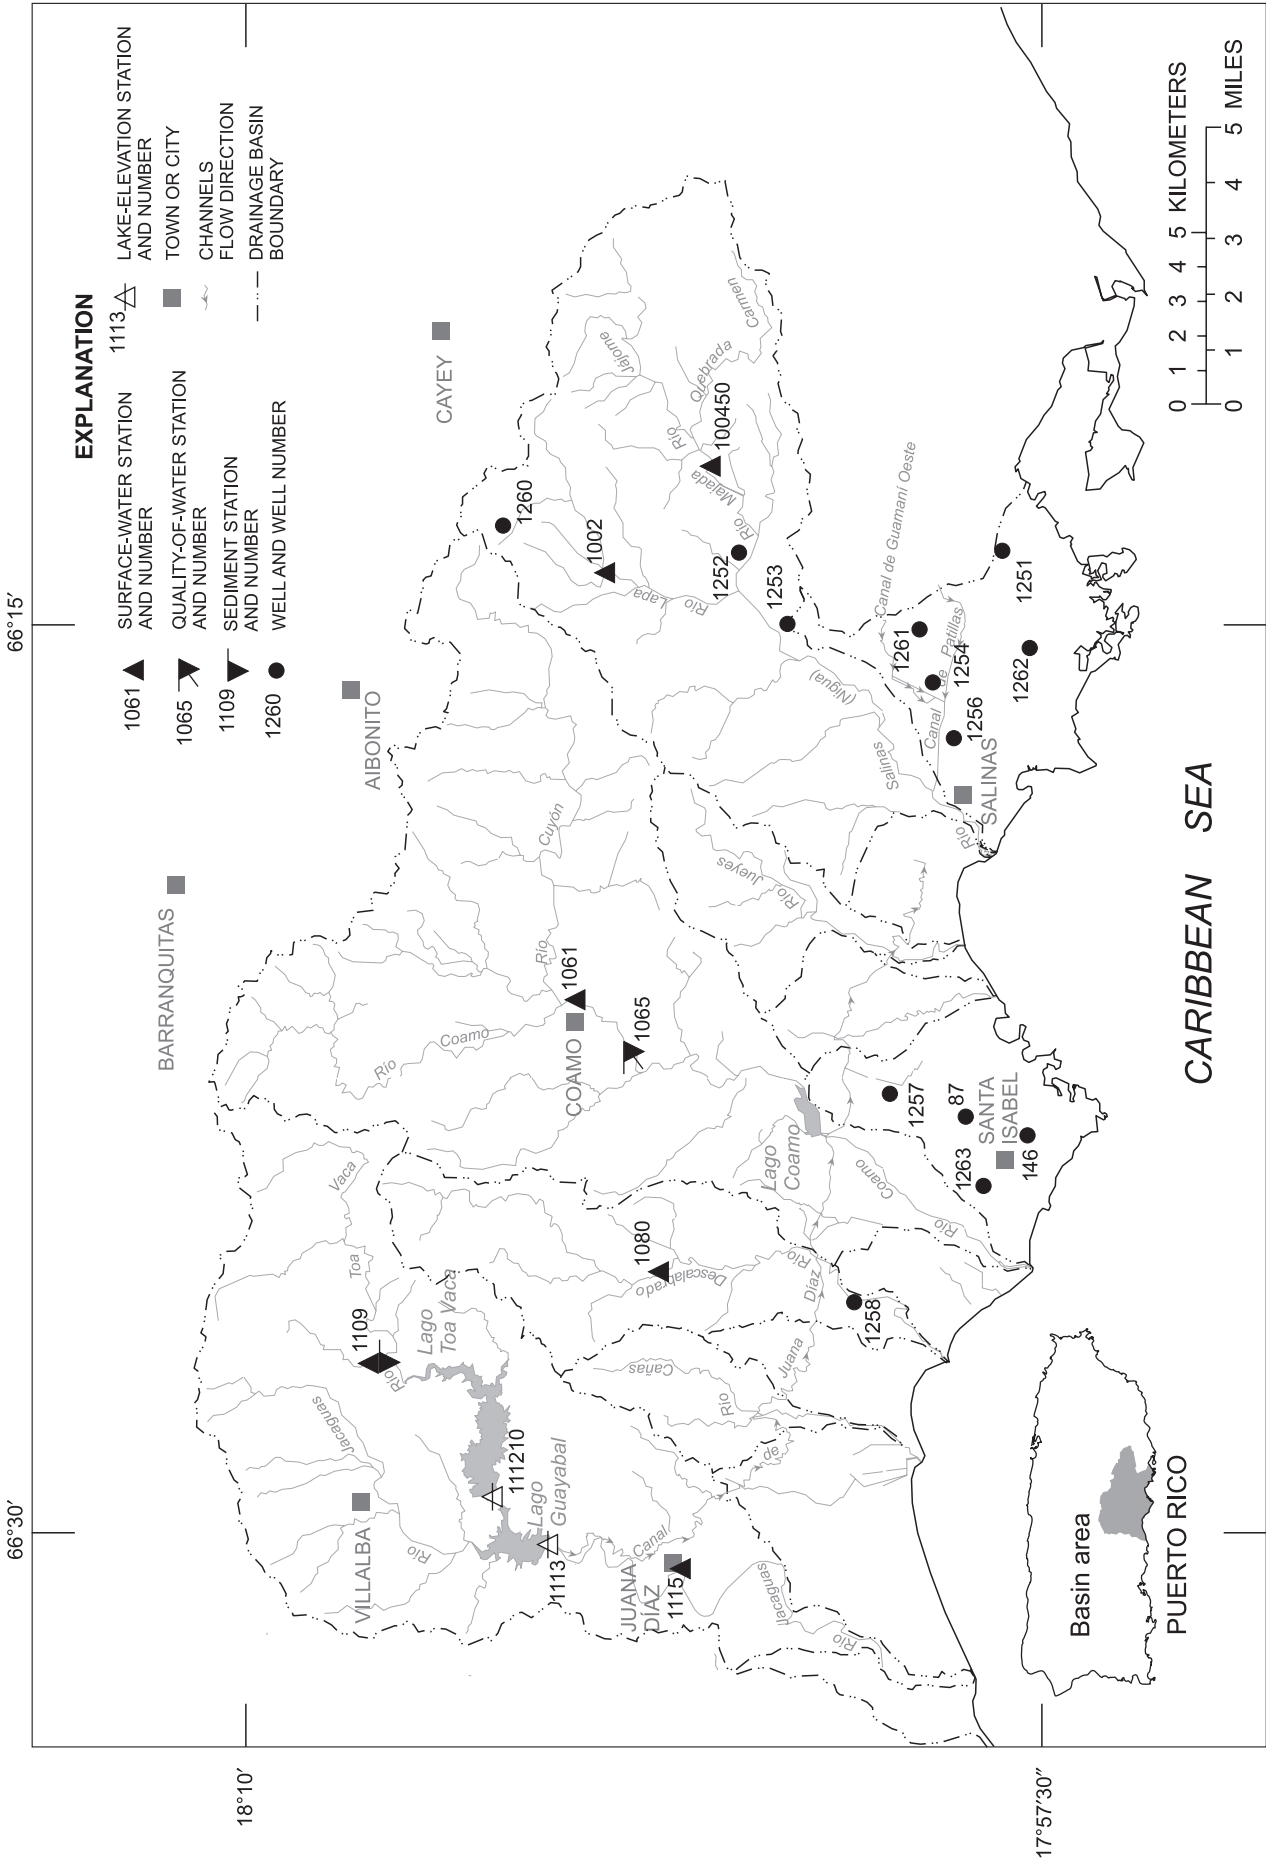 66°30′
66°15′
18°10′
17°57′30″
EXPLANATION
1061
SURFACE-WATER STATION
AND NUMBER
1065
QUALITY-OF-WATER STATION
AND NUMBER
1109
SEDIMENT STATION
AND NUMBER
1260
WELL AND WELL NUMBER
1113
LAKE-ELEVATION STATION
AND NUMBER
TOWN OR CITY
CHANNELS
FLOW DIRECTION
DRAINAGE BASIN
BOUNDARY
BARRANQUITAS
AIBONITO
CAYEY
VILLALBA
Río
Jacaguas
1109
Río
Toa
Vaca
Lago
Toa Vaca
111210
Lago
Guayabal
1113
JUANA
DÍAZ
1115
Canal
de
Juana
Díaz
Río
Jacaguas
Río
Cañas
1080
Río
Descalabrado
1258
Río
Coamo
COAMO
1061
1065
Río
Cuyón
Lago
Coamo
Río
Coamo
1257
87
SANTA
ISABEL
1263
146
Río
Jueyes
Río
Salinas
(Nigua)
SALINAS
1256
Canal
de
Patillas
1254
1261
Canal de Guamaní Oeste
1262
1251
1253
1252
Río
Majada
100450
Río
Jájome
Quebrada
Carmen
Río
Lapa
1002
1260
CARIBBEAN SEA
Basin area
PUERTO RICO
0 1 2 3 4 5 KILOMETERS
0 1 2 3 4 5 MILES